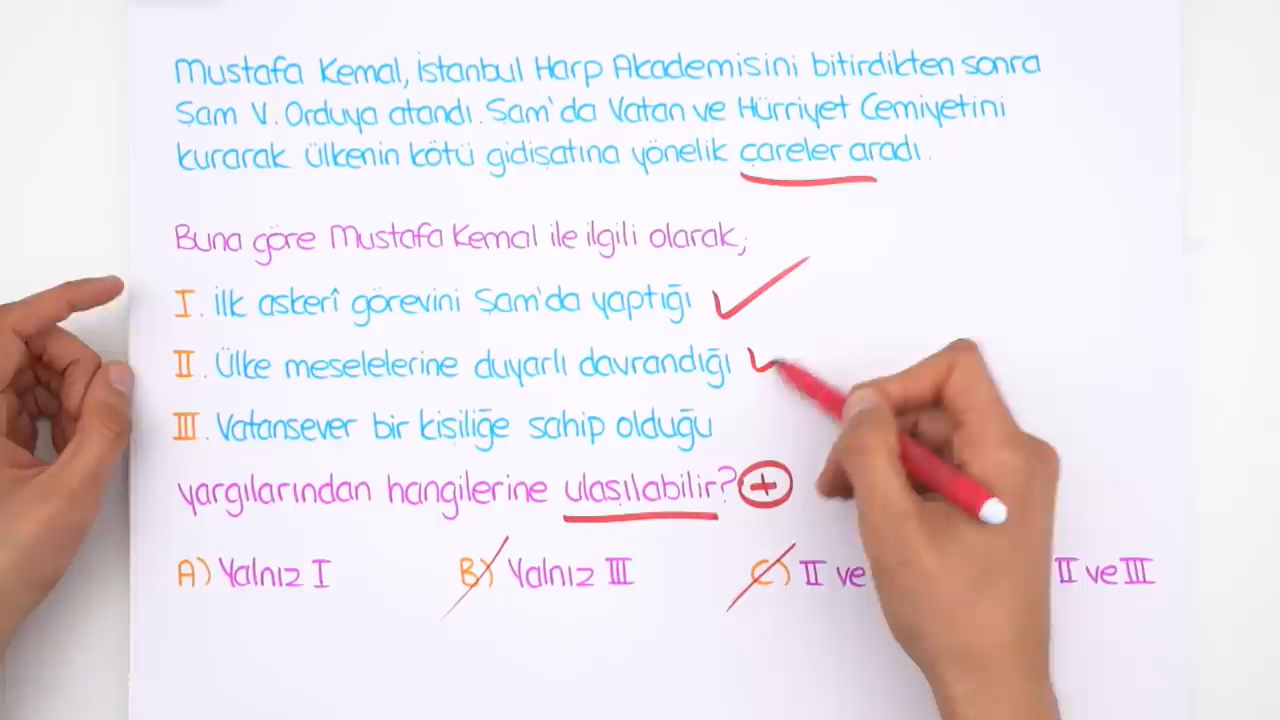 Mustafa Kemal, İstanbul Harp Akademisini bitirdikten sonra
Şam V. Orduya atandı. Şam'da Vatan ve Hürriyet Cemiyetini
kurarak ülkenin kötü gidişatına yönelik çareler aradı.
Buna göre Mustafa Kemal ile ilgili olarak;
I. İlk askerî görevini Şam'da yaptığı
II. Ülke meselelerine duyarlı davrandığı
III. Vatansever bir kişiliğe sahip olduğu
yargılarından hangilerine ulaşılabilir? +
A) Yalnız I B) Yalnız III C) II ve II ve III